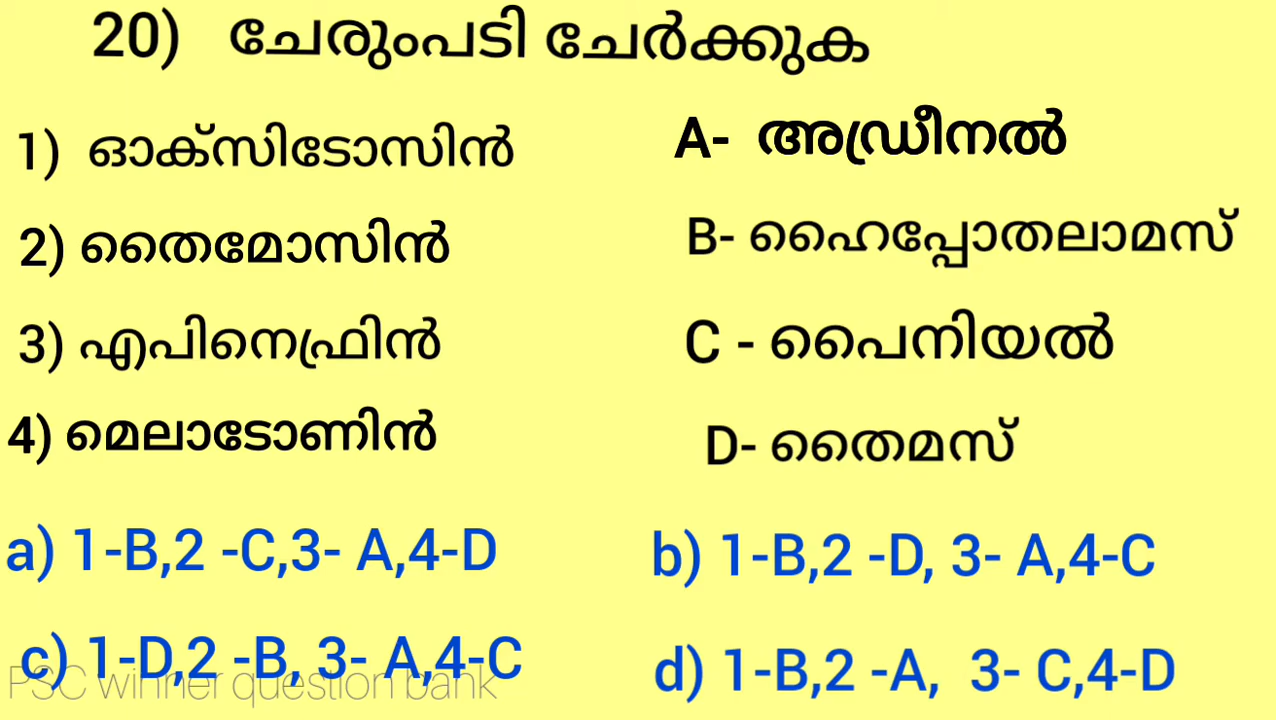 20) ചേരുംപടി ചേർക്കുക
1) ഓക്സിടോസിൻ
A- അഡ്രീനൽ
2) തൈമോസിൻ
B- ഹൈപ്പോതലാമസ്
3) എപിനെഫ്രിൻ
C - പൈനിയൽ
4) മെലാടോണിൻ
D- തൈമസ്
a) 1-B,2 -C,3- A,4-D
b) 1-B,2 -D, 3- A,4-C
c) 1-D,2 -B, 3- A,4-C
d) 1-B,2 -A, 3- C,4-D
PSC winner question bank